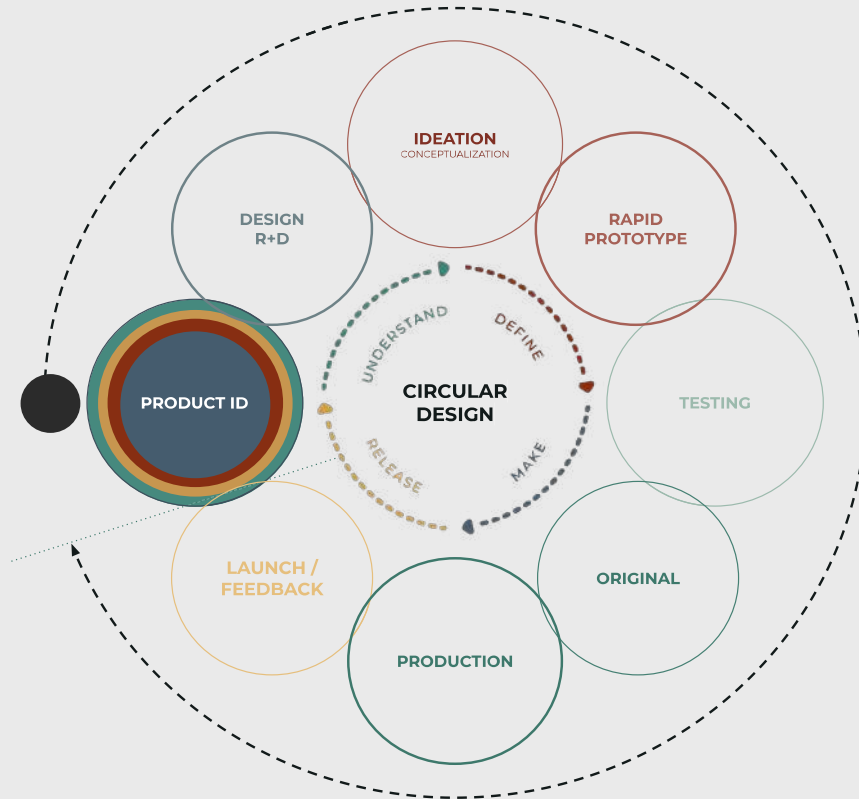 IDEATION
CONCEPTUALIZATION
DESIGN
R+D
RAPID
PROTOTYPE
UNDERSTAND
DEFINE
PRODUCT ID
CIRCULAR
DESIGN
TESTING
RELEASE
MAKE
LAUNCH /
FEEDBACK
ORIGINAL
PRODUCTION